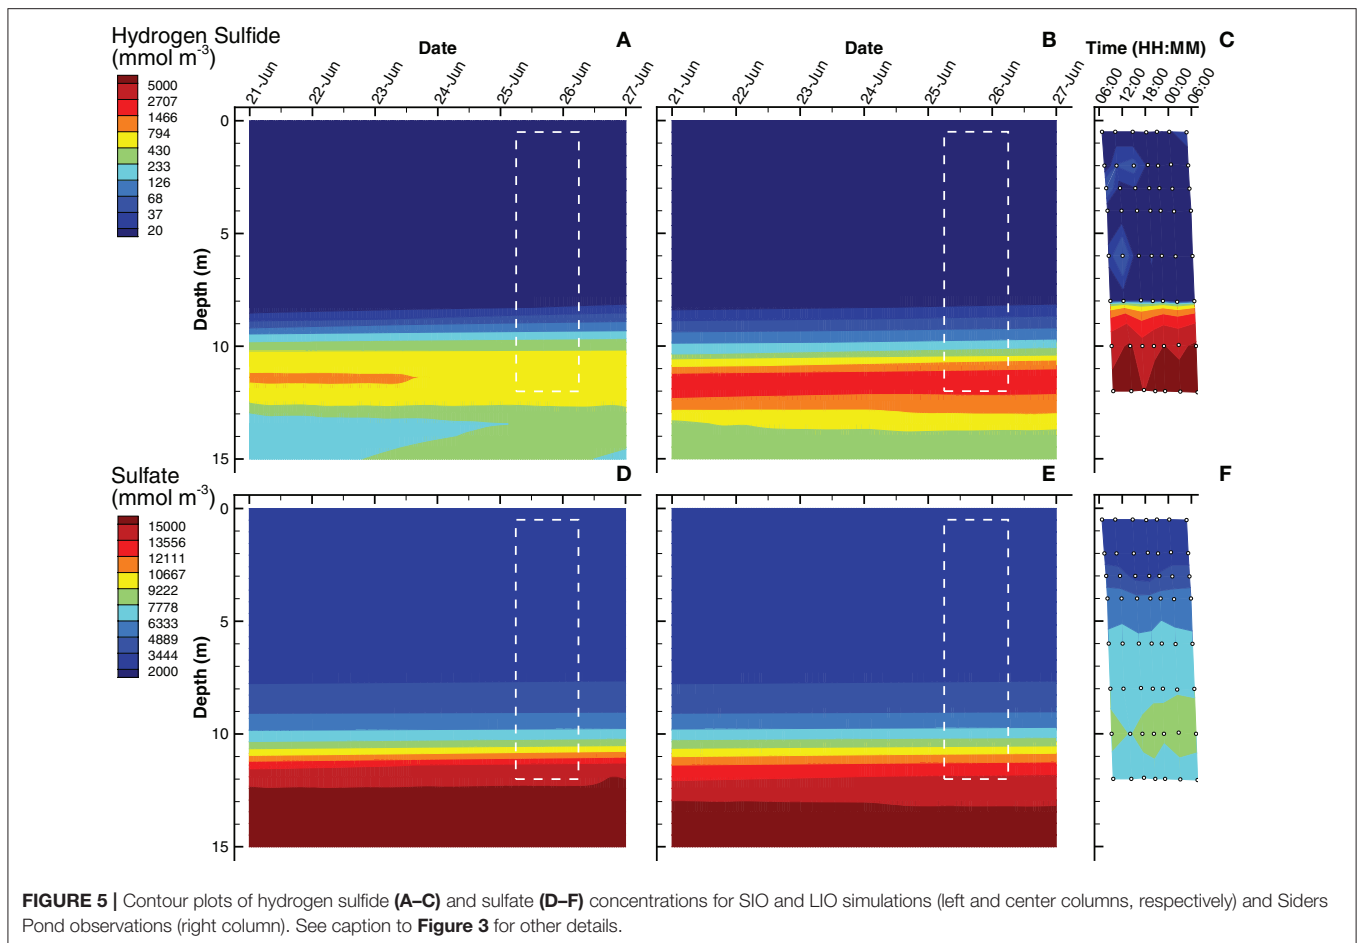 Hydrogen Sulfide
(mmol m⁻³)
Date
A
Date
B
Time (HH:MM)
C
21-Jun
22-Jun
23-Jun
24-Jun
25-Jun
26-Jun
27-Jun
21-Jun
22-Jun
23-Jun
24-Jun
25-Jun
26-Jun
27-Jun
06:00
12:00
18:00
00:00
06:00
5000
2707
1466
794
430
233
126
68
37
20
0
5
10
15
Depth (m)
Sulfate
(mmol m⁻³)
D
E
F
15000
13556
12111
10667
9222
7778
6333
4889
3444
2000
0
5
10
15
Depth (m)
FIGURE 5 | Contour plots of hydrogen sulfide (A–C) and sulfate (D–F) concentrations for SIO and LIO simulations (left and center columns, respectively) and Siders
Pond observations (right column). See caption to Figure 3 for other details.